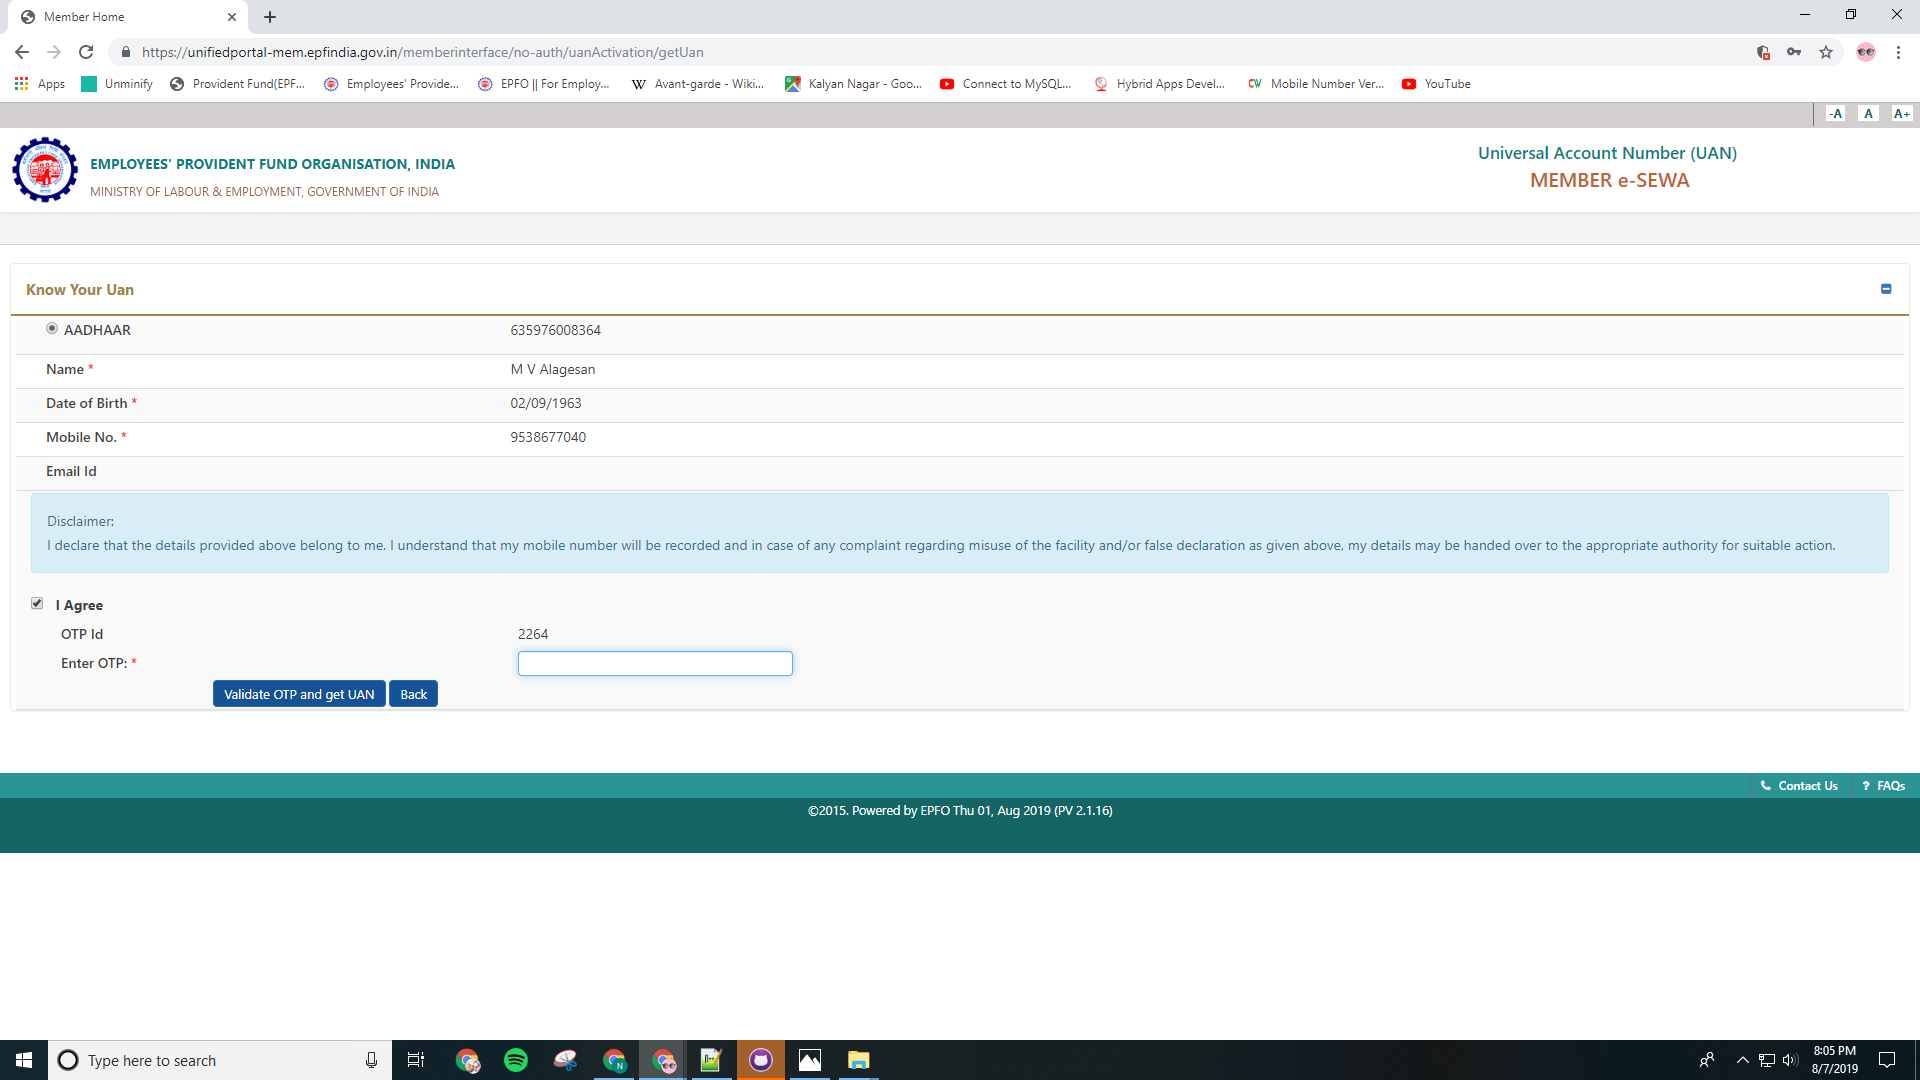 Member Home
https://unifiedportal-mem.epfindia.gov.in/memberinterface/no-auth/uanActivation/getUan
Apps Unminify Provident Fund(EPF... Employees' Provide... EPFO || For Employ... Avant-garde - Wiki... Kalyan Nagar - Goo... Connect to MySQL... Hybrid Apps Devel... Mobile Number Ver... YouTube
-A A A+
EMPLOYEES' PROVIDENT FUND ORGANISATION, INDIA
MINISTRY OF LABOUR & EMPLOYMENT, GOVERNMENT OF INDIA
Universal Account Number (UAN)
MEMBER e-SEWA
Know Your Uan
AADHAAR 635976008364
Name * M V Alagesan
Date of Birth * 02/09/1963
Mobile No. * 9538677040
Email Id
Disclaimer:
I declare that the details provided above belong to me. I understand that my mobile number will be recorded and in case of any complaint regarding misuse of the facility and/or false declaration as given above, my details may be handed over to the appropriate authority for suitable action.
I Agree
OTP Id 2264
Enter OTP: *
Validate OTP and get UAN Back
Contact Us ? FAQs
©2015. Powered by EPFO Thu 01, Aug 2019 (PV 2.1.16)
Type here to search
8:05 PM
8/7/2019